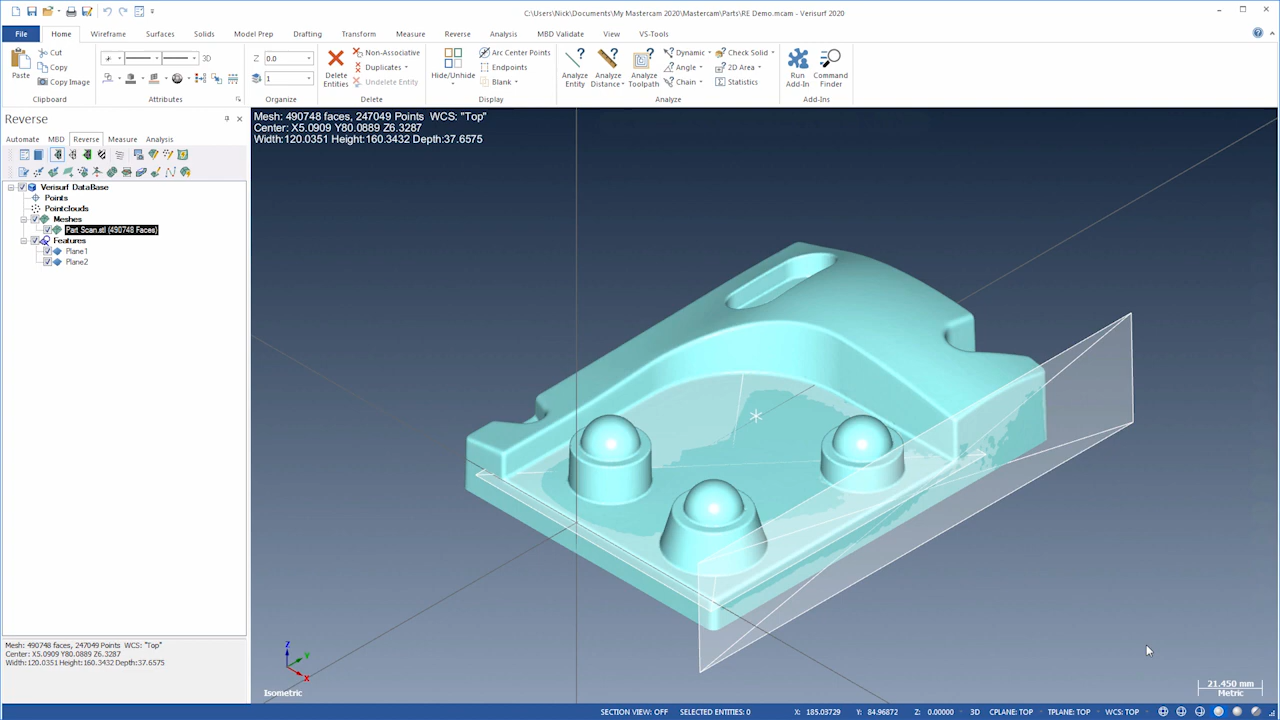 C:\Users\Nick\Documents\My Mastercam 2020\Mastercam\Parts\RE Demo.mcam - Verisurf 2020
File Home Wireframe Surfaces Solids Model Prep Drafting Transform Measure Reverse Analysis MBD Validate View VS-Tools
Paste
Cut
Copy
Copy Image
Clipboard
3D
Attributes
Z 0.0
1
Organize
Delete Entities
Non-Associative
Duplicates
Undelete Entity
Delete
Hide/Unhide
Arc Center Points
Endpoints
Blank
Display
Analyze Entity
Analyze Distance
Analyze Toolpath
Dynamic
Angle
Chain
Check Solid
2D Area
Statistics
Analyze
Run Add-In
Command Finder
Add-Ins
Reverse
Automate MBD Reverse Measure Analysis
Verisurf DataBase
Points
Pointclouds
Meshes
Part Scan.stl (490748 Faces)
Features
Plane1
Plane2
Mesh: 490748 faces, 247049 Points WCS: "Top"
Center: X5.0909 Y80.0889 Z6.3287
Width:120.0351 Height:160.3432 Depth:37.6575
Mesh: 490748 faces, 247049 Points WCS: "Top"
Center: X5.0909 Y80.0889 Z6.3287
Width:120.0351 Height:160.3432 Depth:37.6575
Z
Y
X
Isometric
21.450 mm
Metric
SECTION VIEW: OFF SELECTED ENTITIES: 0 X: 185.03729 Y: 84.96872 Z: 0.00000 3D CPLANE: TOP TPLANE: TOP WCS: TOP